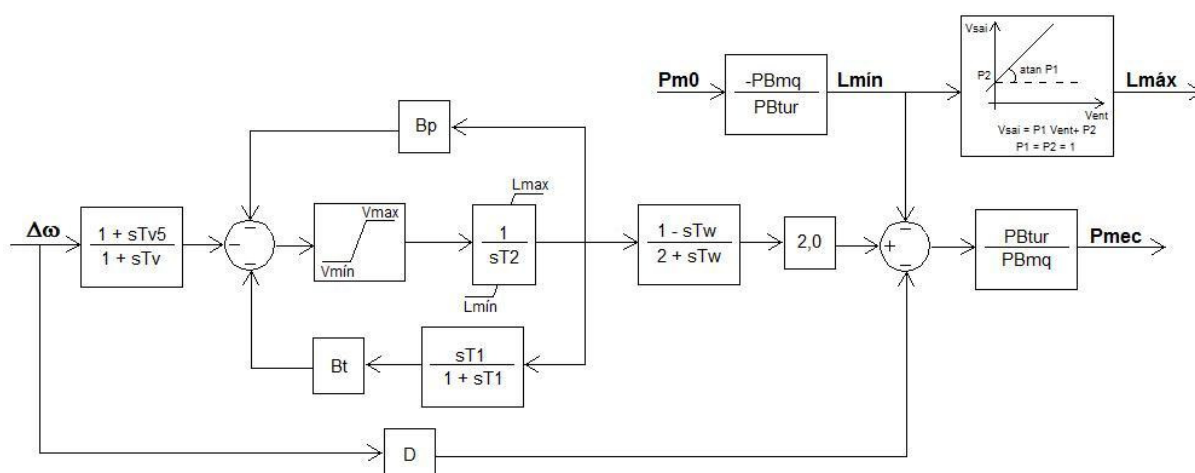 Vsai
P2
atan P1
Vent
Vsai = P1 Vent+ P2
P1 = P2 = 1
Pm0
-PBmq
PBtur
Lmín
Lmáx
Bp
Δω
1 + sTv5
1 + sTv
−
−
−
Vmax
Vmín
Lmax
1
sT2
Lmín
1 - sTw
2 + sTw
2,0
+
−
−
PBtur
PBmq
Pmec
Bt
sT1
1 + sT1
D